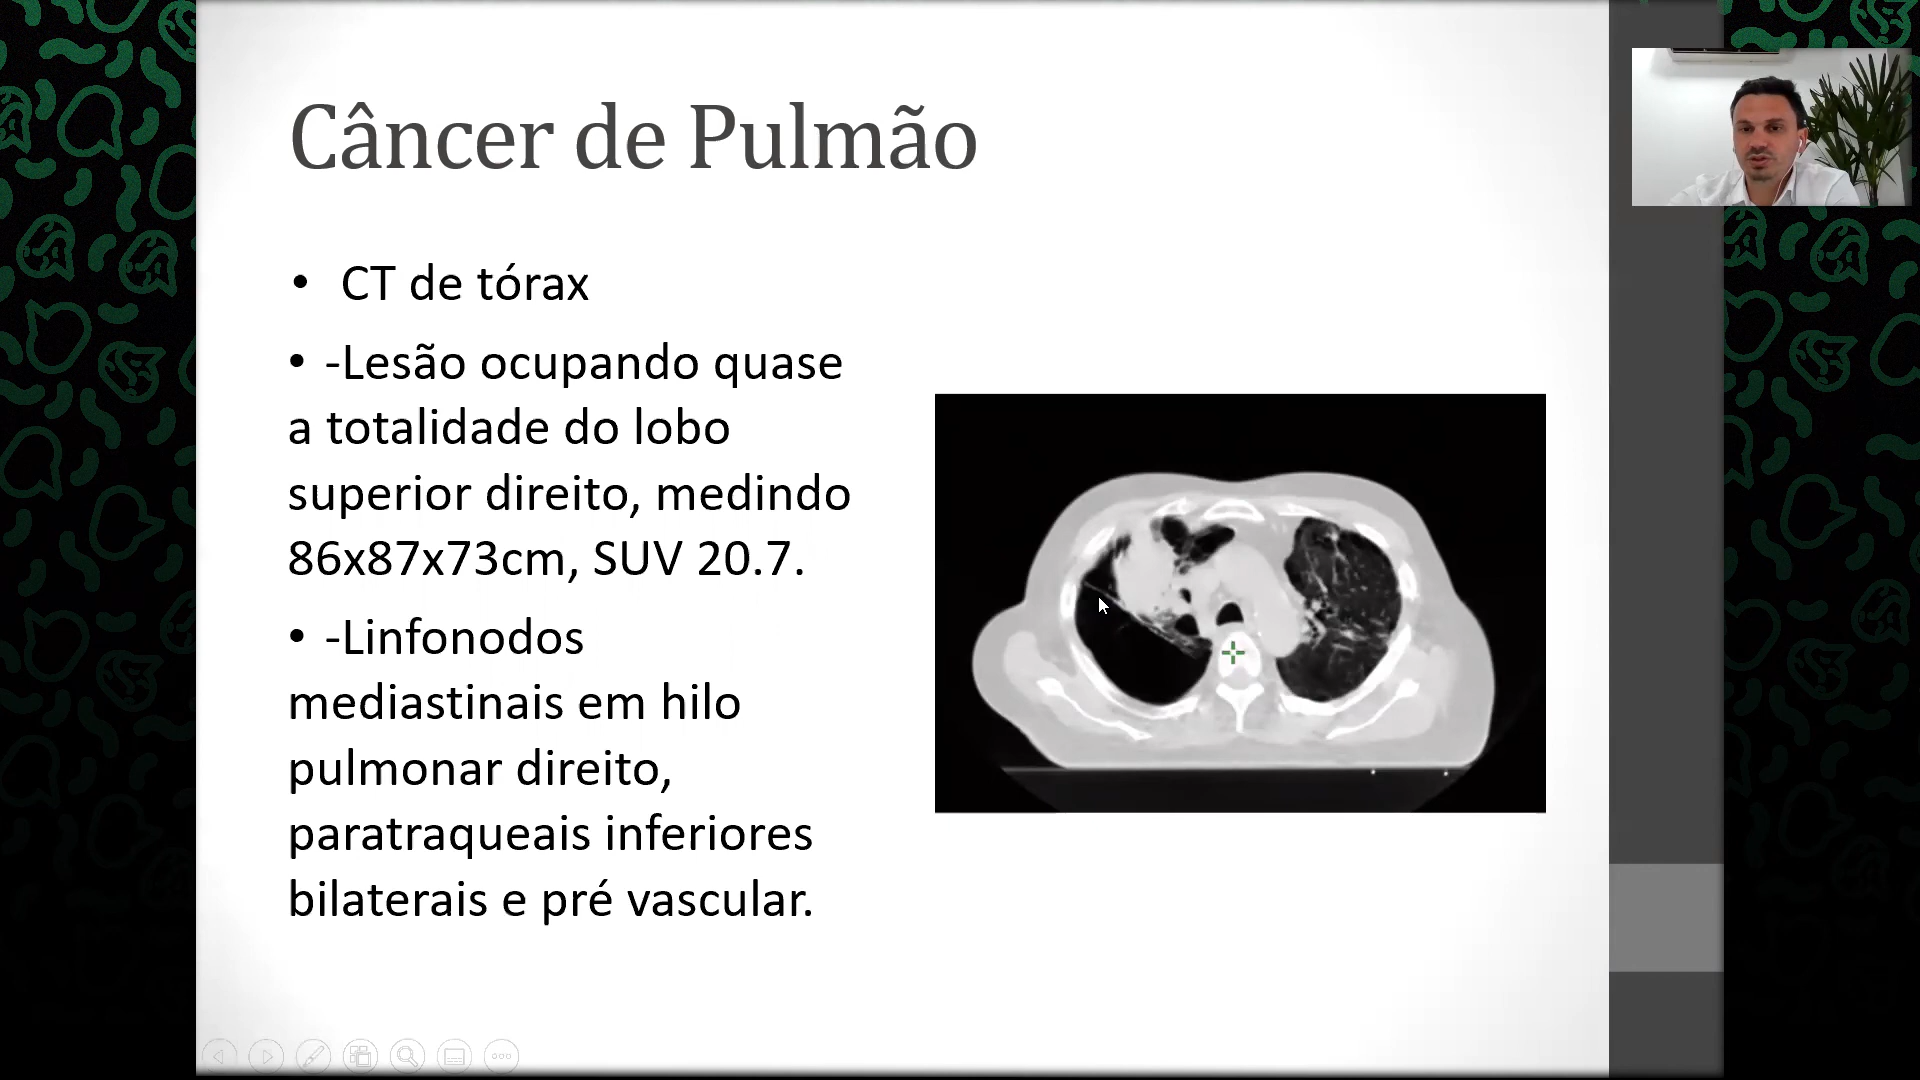 Câncer de Pulmão
• CT de tórax
• -Lesão ocupando quase
a totalidade do lobo
superior direito, medindo
86x87x73cm, SUV 20.7.
• -Linfonodos
mediastinais em hilo
pulmonar direito,
paratraqueais inferiores
bilaterais e pré vascular.